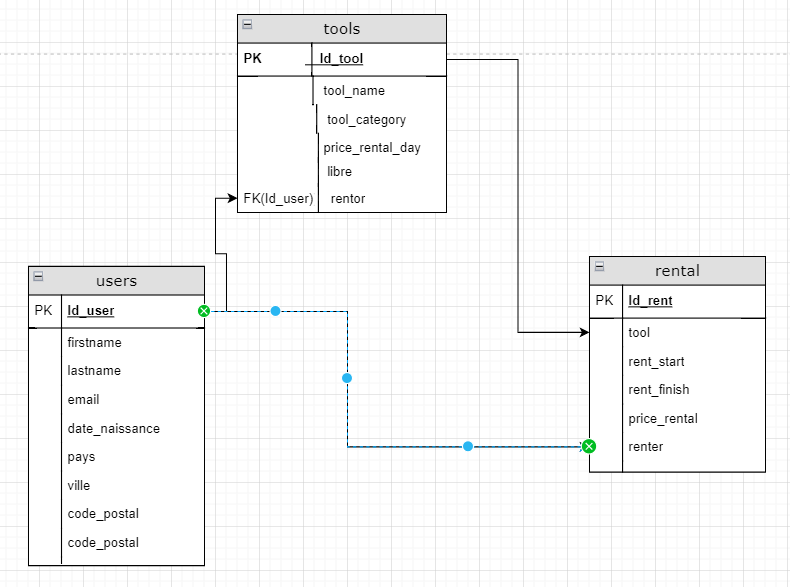 tools
PK Id_tool
tool_name
tool_category
price_rental_day
libre
FK(Id_user) rentor
users
PK Id_user
firstname
lastname
email
date_naissance
pays
ville
code_postal
code_postal
rental
PK Id_rent
tool
rent_start
rent_finish
price_rental
renter